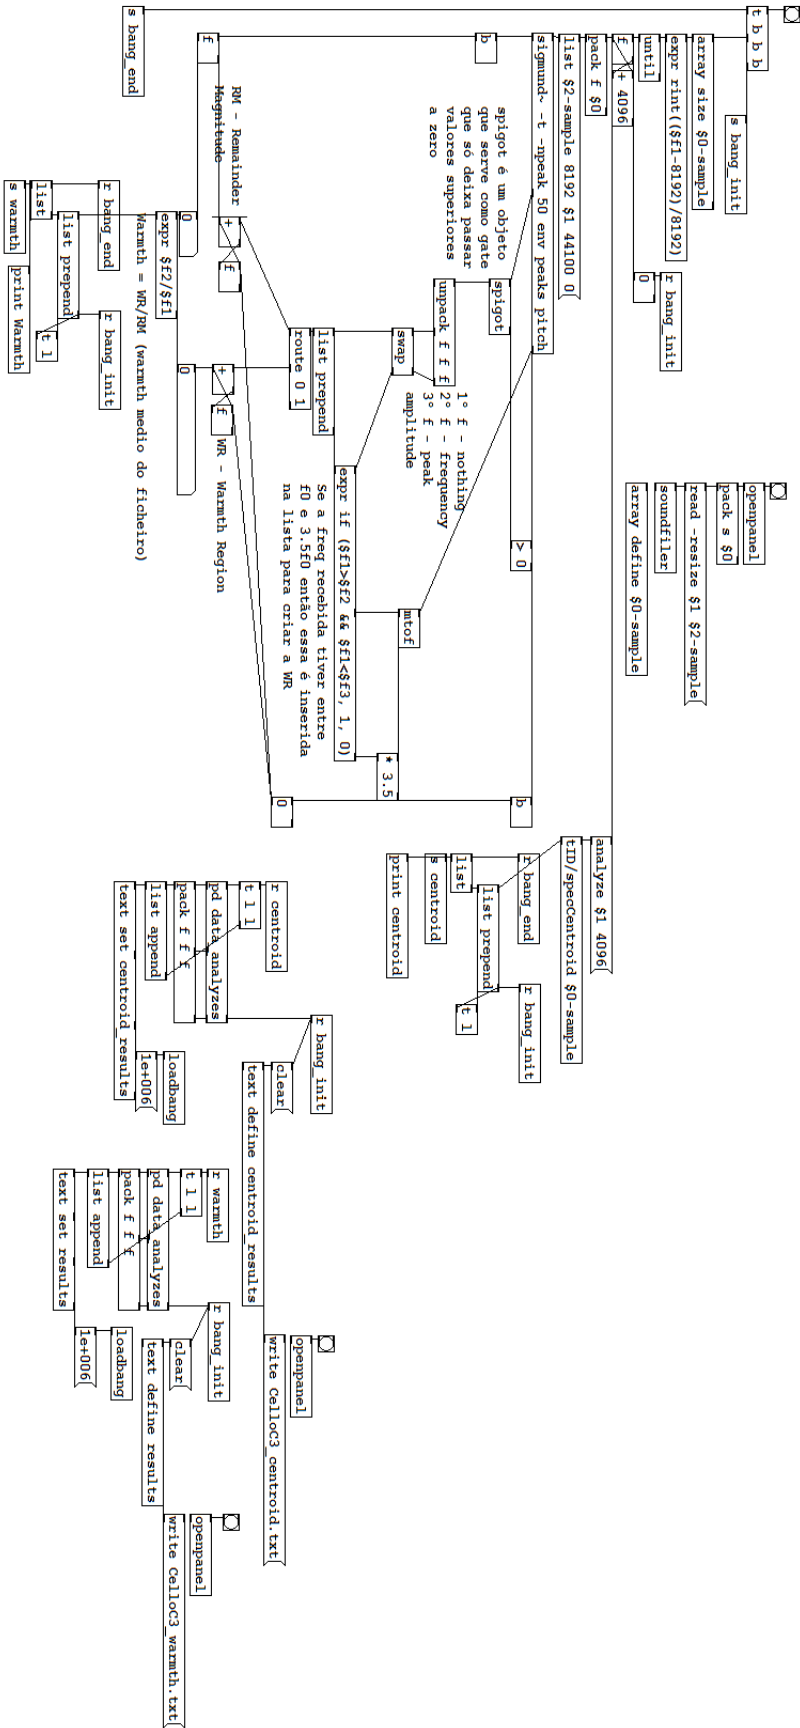 t b b b
s bang_end
s bang_init
array size $0-sample
expr rint(($f1-8192)/8192)
until
f
+ 4096
r bang_init
0
pack f $0
list $2-sample 8192 $1 44100 0
sigmund~ -t -npeak 50 env peaks pitch
b
f
spigot é um objeto
que serve como gate
que só deixa passar
valores superiores
a zero
spigot
> 0
unpack f f f
1º f - nothing
2º f - frequency
3º f - peak
amplitude
swap
mtof
* 3.5
b
list prepend
expr if ($f1>$f2 && $f1<$f3, 1, 0)
route 0 1
Se a freq recebida tiver entre
f0 e 3.5f0 então essa é inserida
na lista para criar a WR
0
RM - Remainder
Magnitude
+
f
+
f
WR - Warmth Region
0
0
expr $f2/$f1
Warmth = WR/RM (warmth medio do ficheiro)
r bang_end
r bang_init
list prepend
t l
list
s warmth
print Warmth
openpanel
pack s $0
read -resize $1 $2-sample
soundfiler
array define $0-sample
analyze $1 4096
tID/specCentroid $0-sample
r bang_end
r bang_init
list prepend
t l
list
s centroid
print centroid
r centroid
t l l
pd data_analyzes
pack f f f
list append
text set centroid_results
r bang_init
clear
text define centroid_results
loadbang
1e+006
openpanel
write CelloC3_centroid.txt
r warmth
t l l
pd data_analyzes
pack f f f
list append
text set results
r bang_init
clear
text define results
loadbang
1e+006
openpanel
write CelloC3_warmth.txt